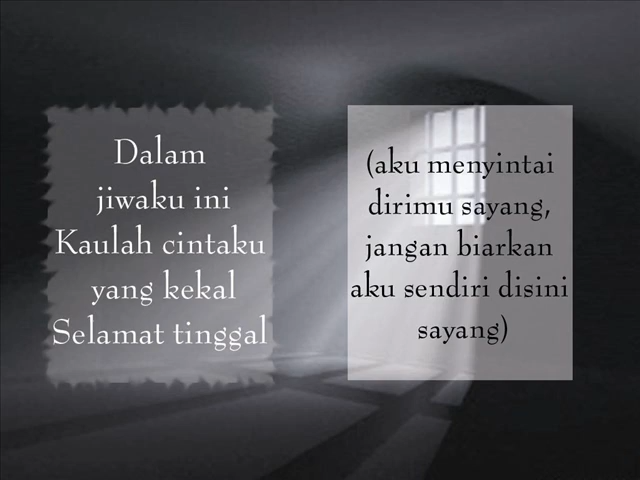 Dalam
jiwaku ini
Kaulah cintaku
yang kekal
Selamat tinggal
(aku menyintai
dirimu sayang,
jangan biarkan
aku sendiri disini
sayang)